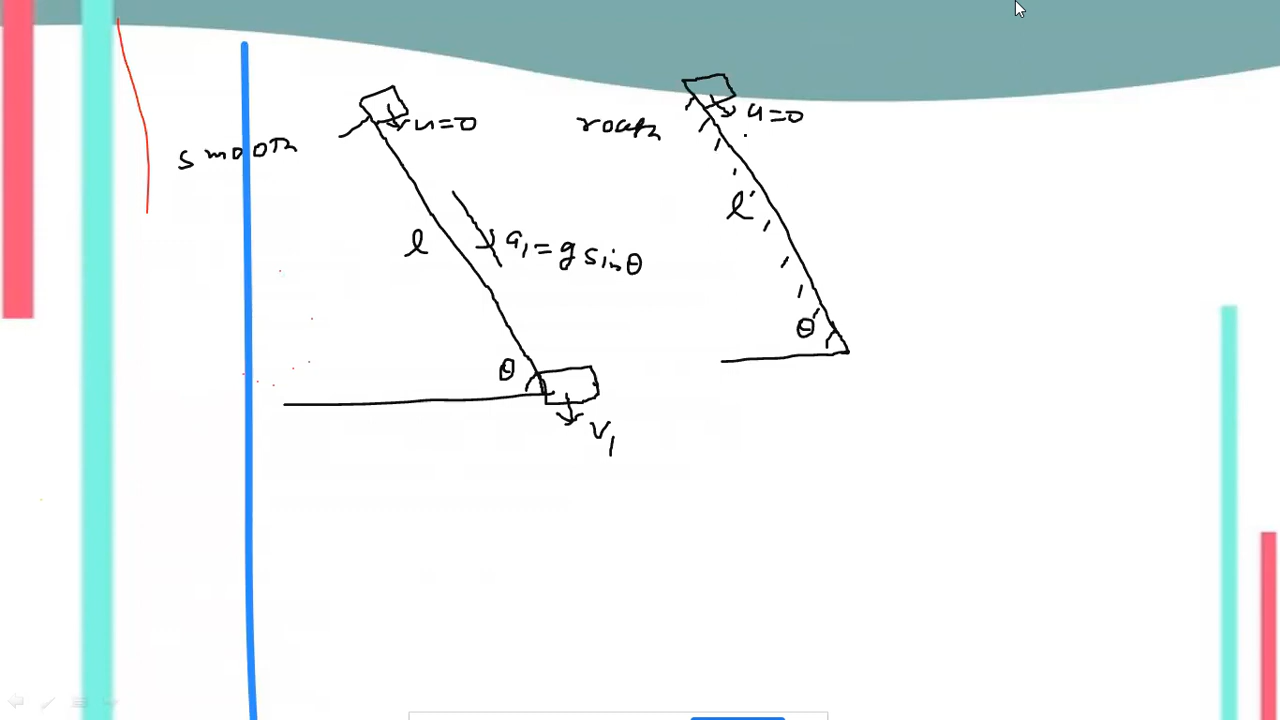 smooth
u=0
l
a₁ = g sinθ
θ
v₁
rough
u=0
l
θ